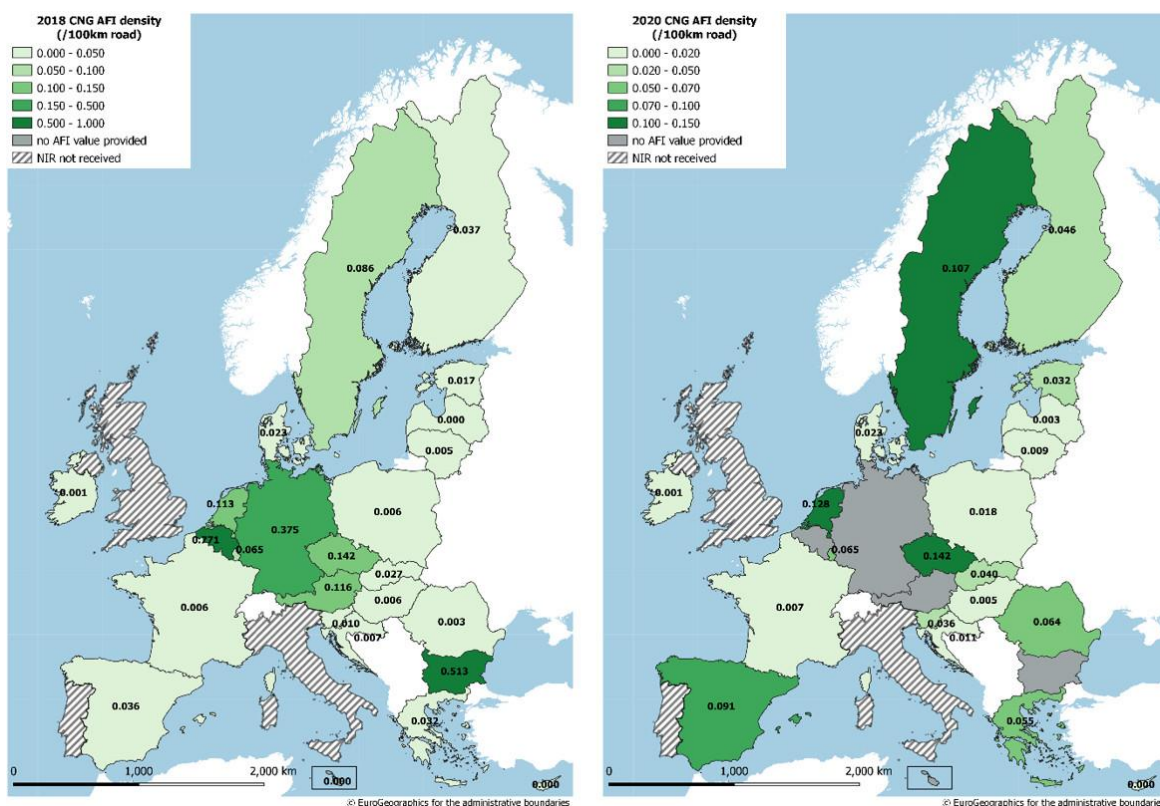 2018 CNG AFI density
(/100km road)
0.000 - 0.050
0.050 - 0.100
0.100 - 0.150
0.150 - 0.500
0.500 - 1.000
no AFI value provided
NIR not received
0.037
0.086
0.017
0.000
0.023
0.005
0.001
0.113
0.006
0.375
0.771
0.065
0.142
0.027
0.116
0.006
0.006
0.010
0.003
0.007
0.513
0.036
0.032
0 1,000 2,000 km
0.000
0.000
© EuroGeographics for the administrative boundaries
2020 CNG AFI density
(/100km road)
0.000 - 0.020
0.020 - 0.050
0.050 - 0.070
0.070 - 0.100
0.100 - 0.150
no AFI value provided
NIR not received
0.046
0.107
0.032
0.003
0.023
0.009
0.001
0.128
0.018
0.065
0.142
0.040
0.005
0.007
0.036
0.064
0.011
0.091
0.055
0 1,000 2,000 km
0.000
© EuroGeographics for the administrative boundaries